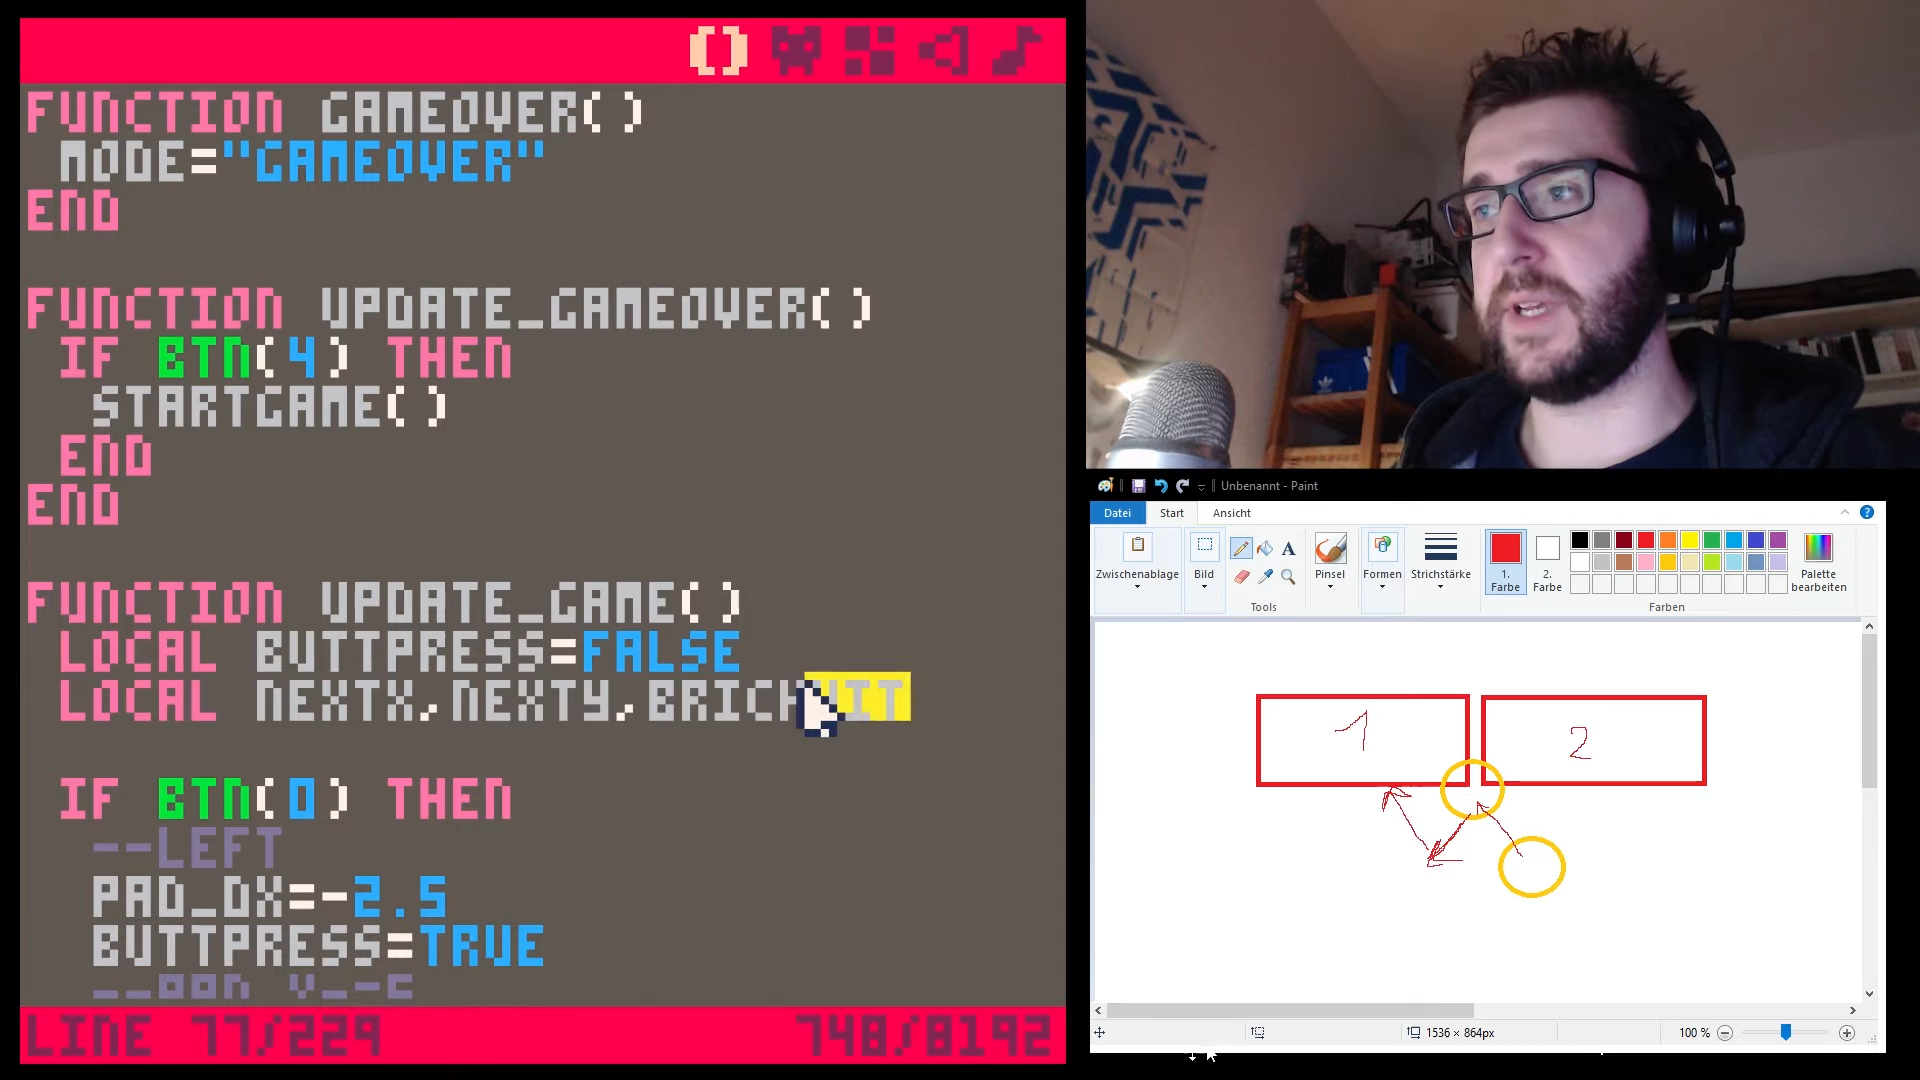 FUNCTION GAMEOVER()
MODE="GAMEOVER"
END
FUNCTION UPDATE_GAMEOVER()
IF BTN(4) THEN
STARTGAME()
END
END
FUNCTION UPDATE_GAME()
LOCAL BUTTPRESS=FALSE
LOCAL NEXTX,NEXTY,BRICKHIT
IF BTN(0) THEN
--LEFT
PAD_DX=-2.5
BUTTPRESS=TRUE
LINE 77/229
748/8192
Unbenannt - Paint
Datei Start Ansicht
Zwischenablage
Bild
Tools
Pinsel
Formen
Strichstärke
1. Farbe
2. Farbe
Palette bearbeiten
Farben
1
2
1536 × 864px
100 %